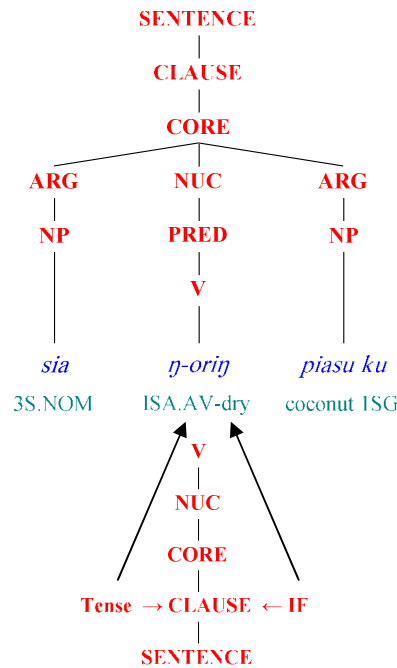 SENTENCE
CLAUSE
CORE
ARG NUC ARG
NP PRED NP
V
sia ŋ-oriŋ piasu ku
3S.NOM ISA.AV-dry coconut 1SG
V
NUC
CORE
Tense → CLAUSE ← IF
SENTENCE